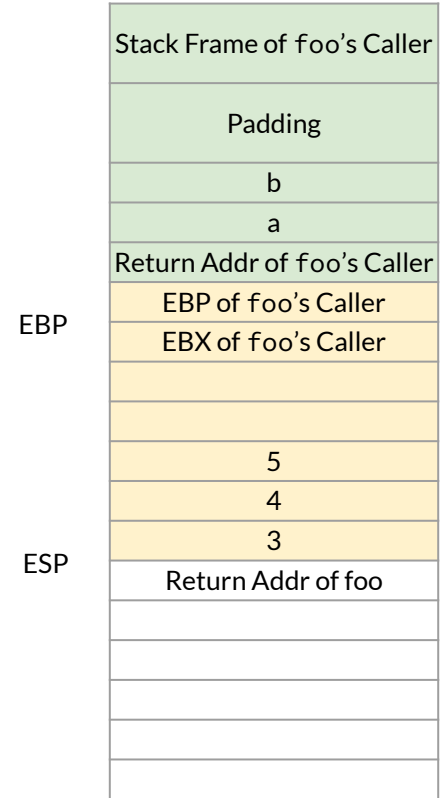 Stack Frame of foo’s Caller
Padding
b
a
Return Addr of foo’s Caller
EBP of foo’s Caller
EBP
EBX of foo’s Caller
5
4
3
ESP
Return Addr of foo